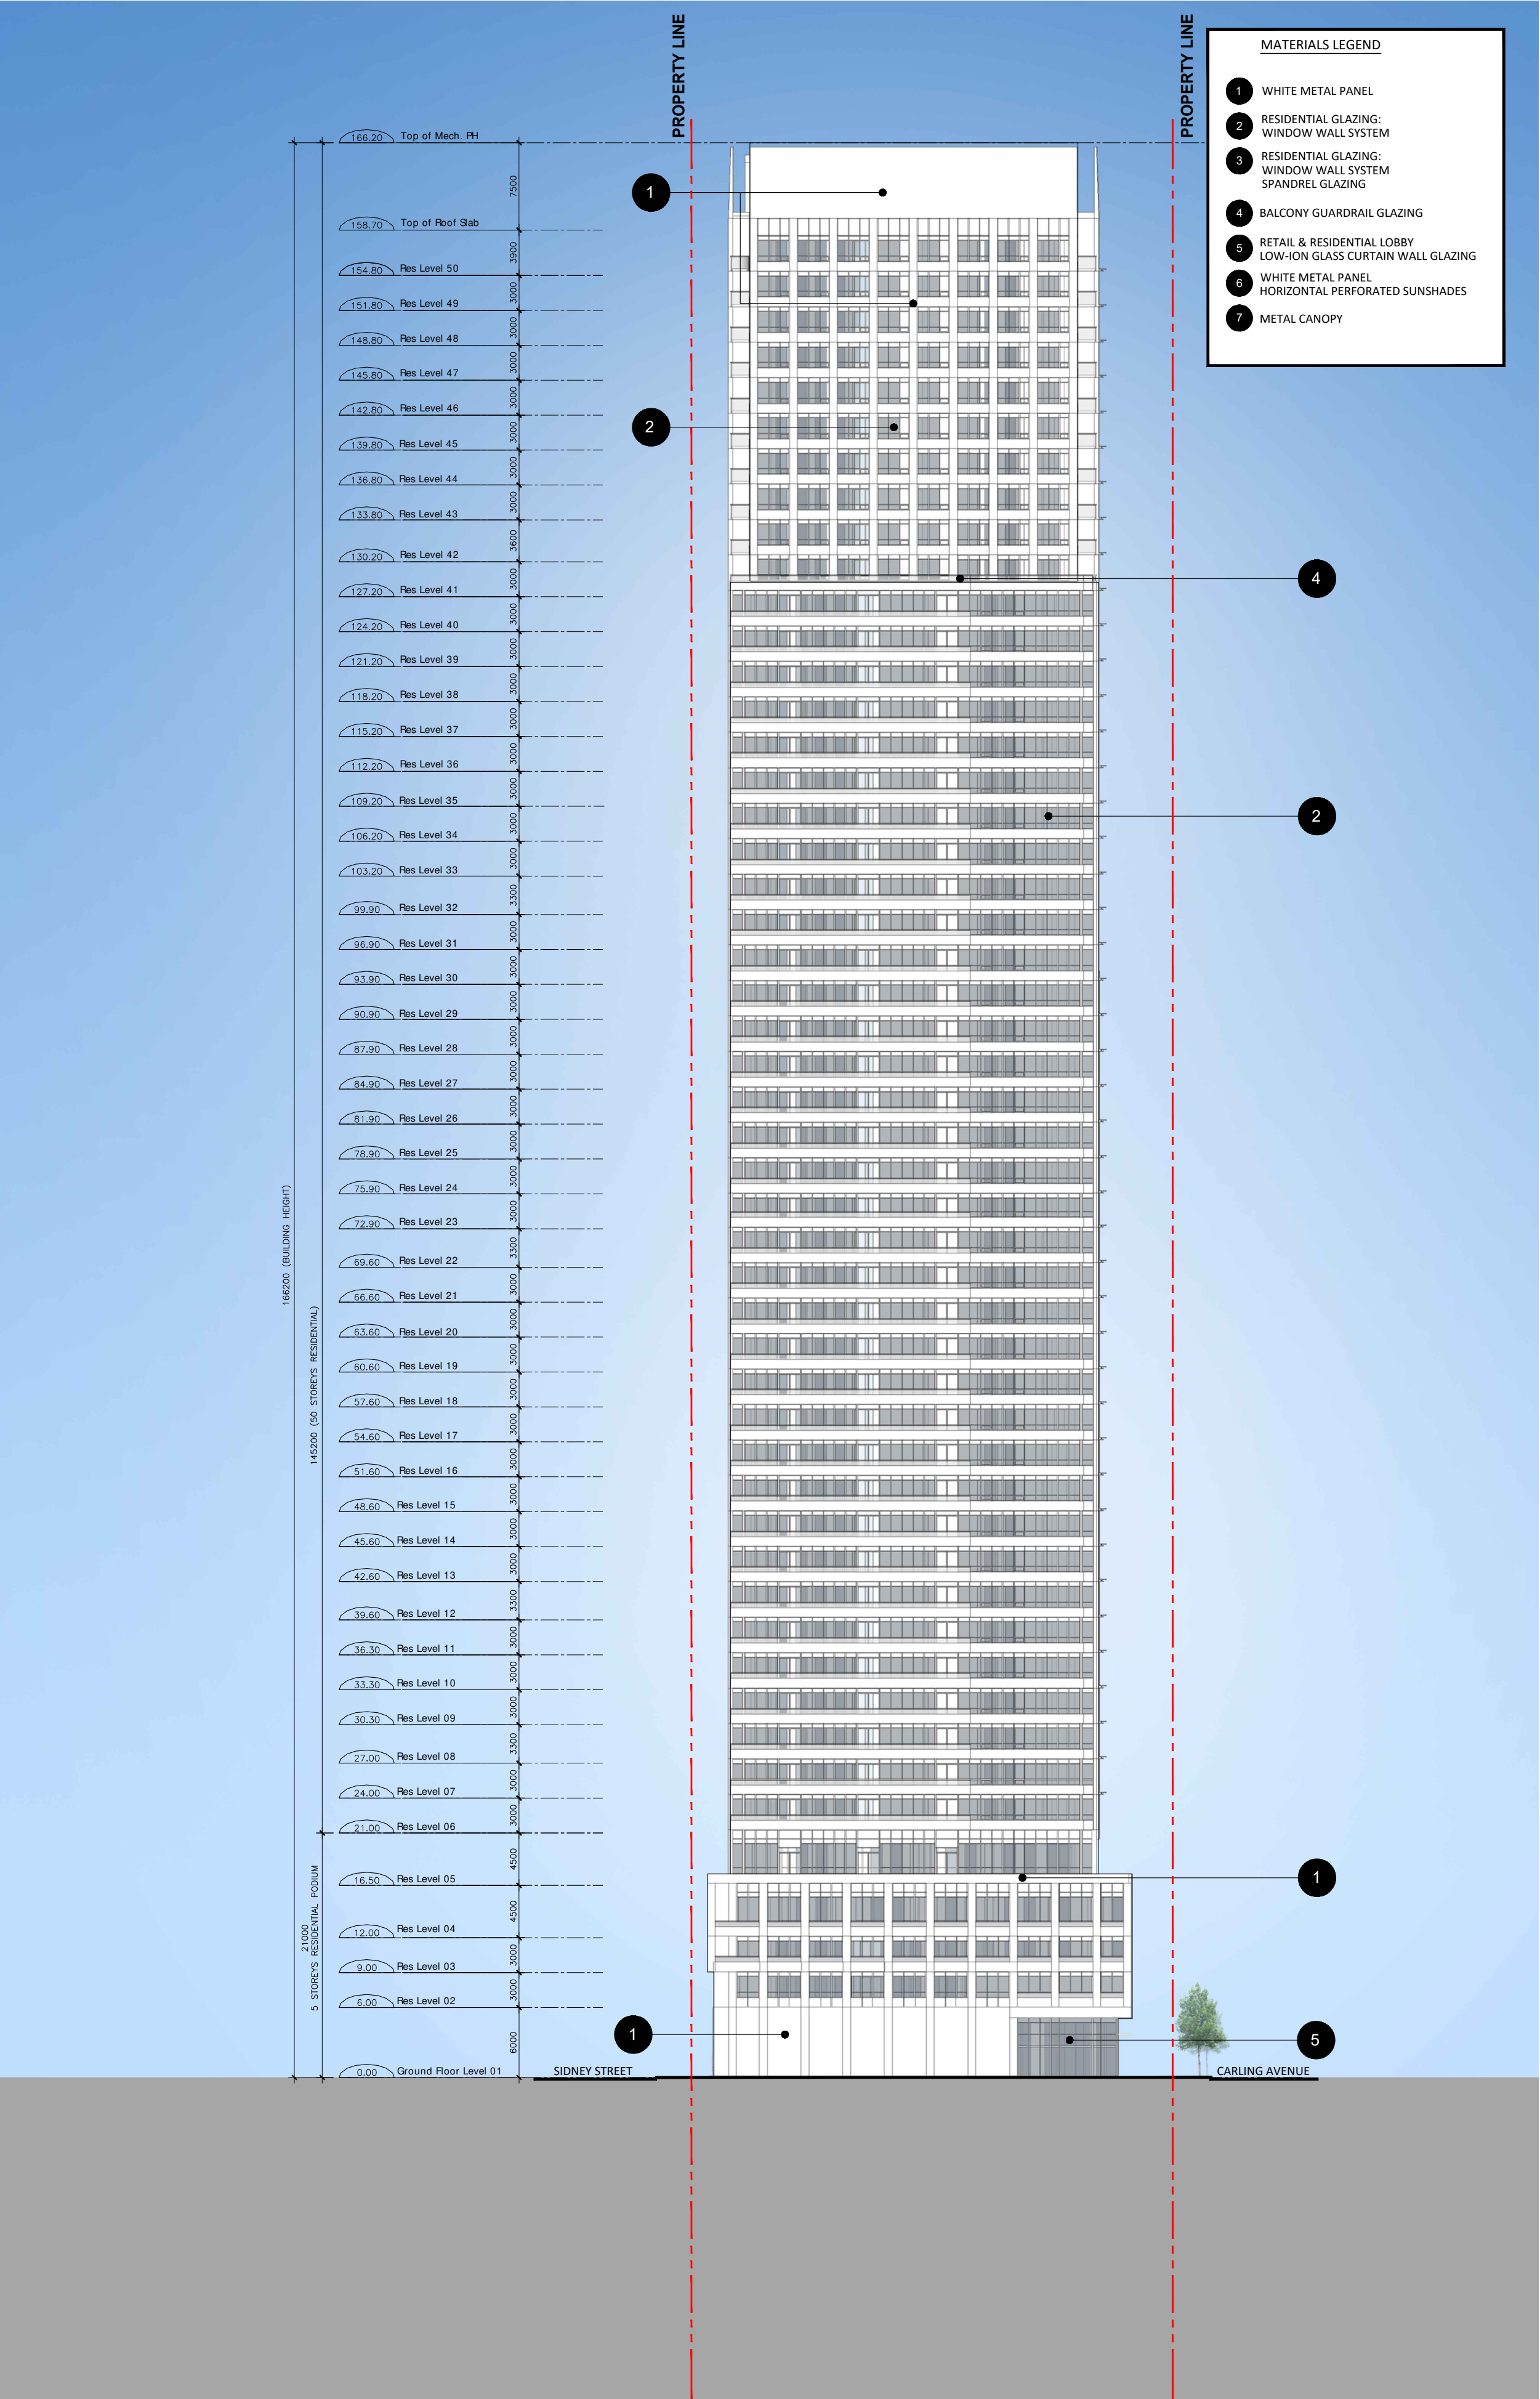 PROPERTY LINE
PROPERTY LINE
MATERIALS LEGEND
1 WHITE METAL PANEL
2 RESIDENTIAL GLAZING:
WINDOW WALL SYSTEM
3 RESIDENTIAL GLAZING:
WINDOW WALL SYSTEM
SPANDREL GLAZING
4 BALCONY GUARDRAIL GLAZING
5 RETAIL & RESIDENTIAL LOBBY
LOW-ION GLASS CURTAIN WALL GLAZING
6 WHITE METAL PANEL
HORIZONTAL PERFORATED SUNSHADES
7 METAL CANOPY
166.20 Top of Mech. PH
7500
1
158.70 Top of Roof Slab
3900
154.80 Res Level 50
3000
151.80 Res Level 49
3000
148.80 Res Level 48
3000
145.80 Res Level 47
3000
142.80 Res Level 46
3000
2
139.80 Res Level 45
3000
136.80 Res Level 44
3000
133.80 Res Level 43
3600
130.20 Res Level 42
3000
4
127.20 Res Level 41
3000
124.20 Res Level 40
3000
121.20 Res Level 39
3000
118.20 Res Level 38
3000
115.20 Res Level 37
3000
112.20 Res Level 36
3000
109.20 Res Level 35
3000
2
106.20 Res Level 34
3000
103.20 Res Level 33
3300
99.90 Res Level 32
3000
96.90 Res Level 31
3000
93.90 Res Level 30
3000
90.90 Res Level 29
3000
87.90 Res Level 28
3000
84.90 Res Level 27
3000
81.90 Res Level 26
3000
78.90 Res Level 25
3000
75.90 Res Level 24
3000
72.90 Res Level 23
3300
69.60 Res Level 22
3000
66.60 Res Level 21
3000
63.60 Res Level 20
3000
60.60 Res Level 19
3000
57.60 Res Level 18
3000
54.60 Res Level 17
3000
51.60 Res Level 16
3000
48.60 Res Level 15
3000
45.60 Res Level 14
3000
42.60 Res Level 13
3300
39.60 Res Level 12
3000
36.30 Res Level 11
3000
33.30 Res Level 10
3000
30.30 Res Level 09
3300
27.00 Res Level 08
3000
24.00 Res Level 07
3000
21.00 Res Level 06
4500
1
16.50 Res Level 05
4500
12.00 Res Level 04
3000
9.00 Res Level 03
3000
6.00 Res Level 02
6000
1
5
0.00 Ground Floor Level 01
166200 (BUILDING HEIGHT)
145200 (50 STOREYS RESIDENTIAL)
21000
5 STOREYS RESIDENTIAL PODIUM
SIDNEY STREET
CARLING AVENUE